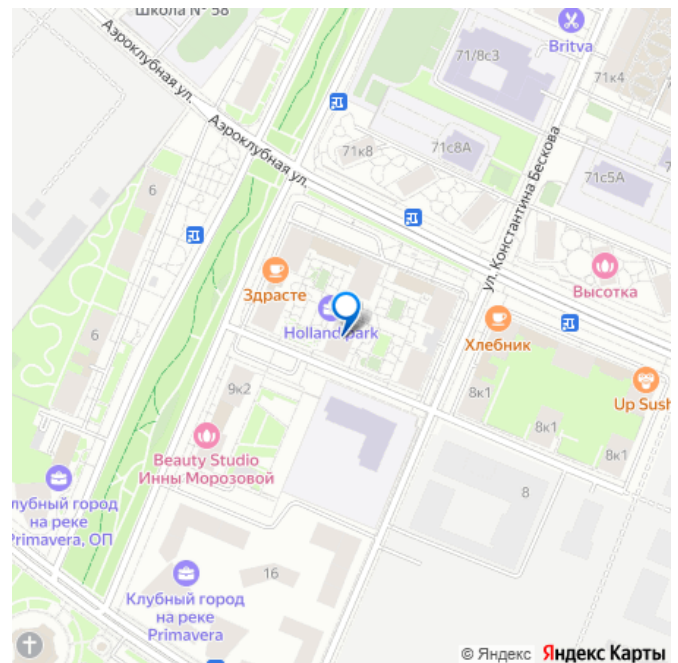 Школа № 58
Britva
71/8с3
71к4
Аэроклубная ул.
Аэроклубная ул.
71к8
71с8А
ул. Константина Бескова
71с5А
6
Здрасте
Высотка
Holland park
Хлебник
6
9к2
8к1
Up Sush
8к1
Beauty Studio
Инны Морозовой
8к1
лубный город
на реке
Primavera, ОП
8
16
Клубный город
на реке
Primavera
© Яндекс Яндекс Карты